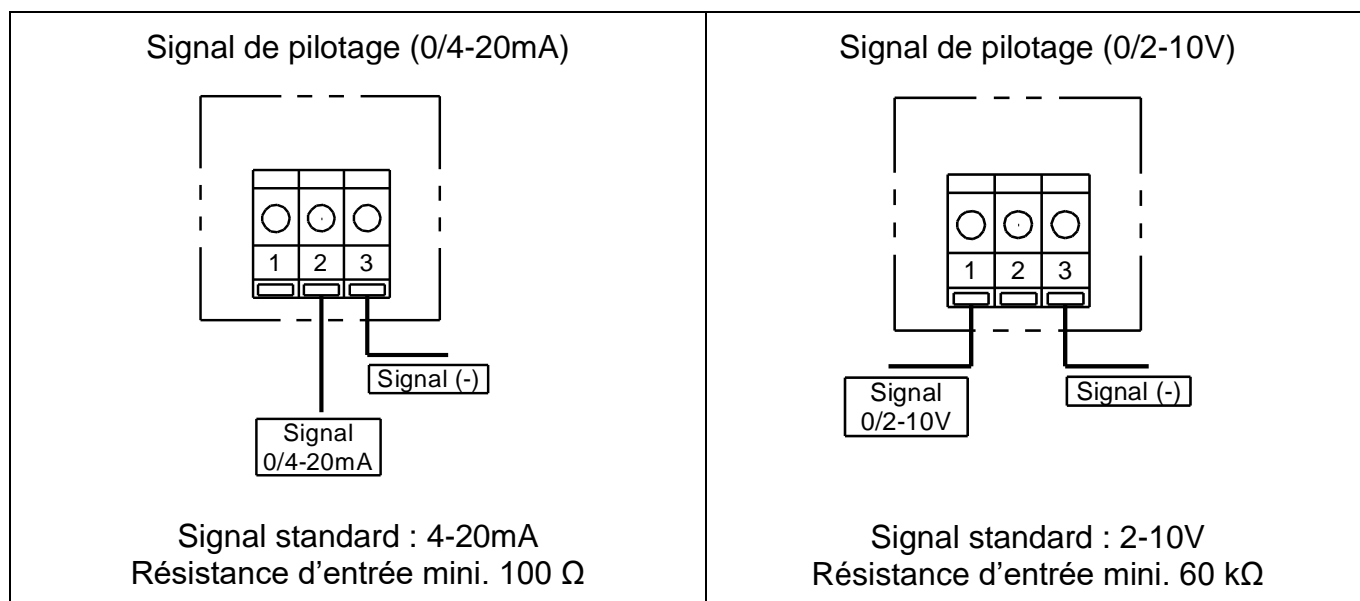 Signal de pilotage (0/4-20mA)
1 2 3
Signal (-)
Signal
0/4-20mA
Signal standard : 4-20mA
Résistance d’entrée mini. 100 Ω
Signal de pilotage (0/2-10V)
1 2 3
Signal
0/2-10V
Signal (-)
Signal standard : 2-10V
Résistance d’entrée mini. 60 kΩ